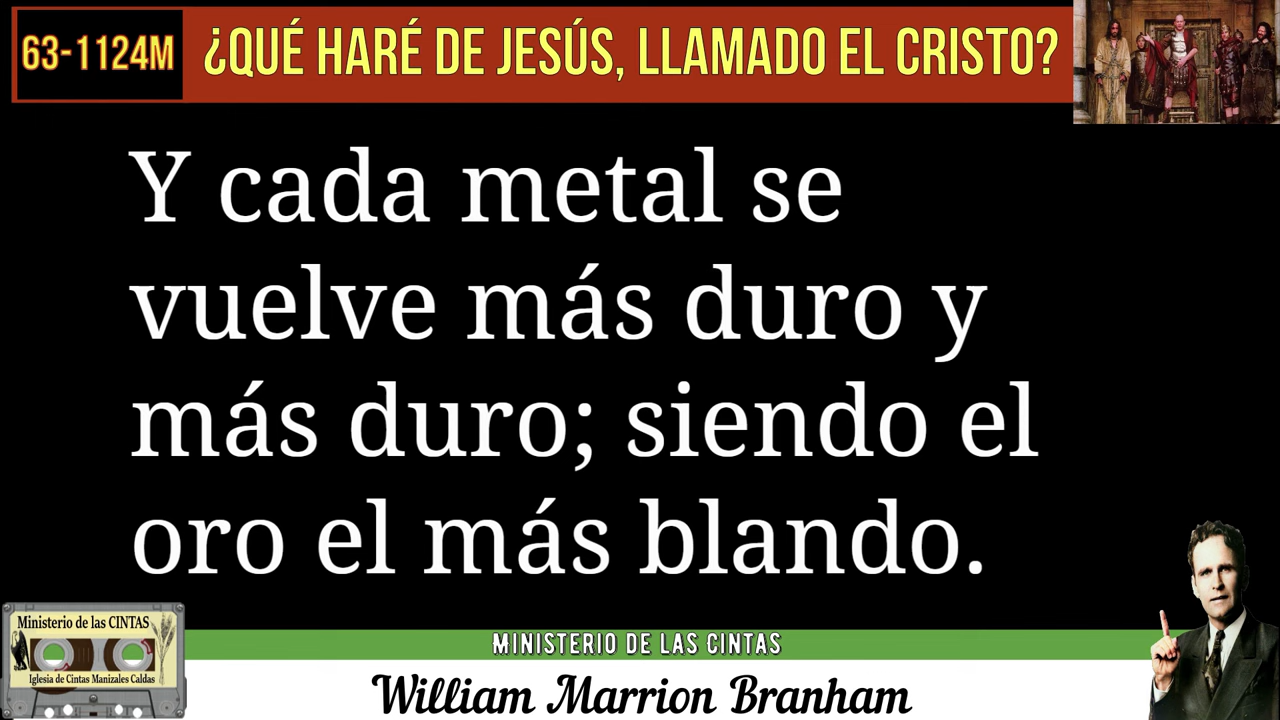 63-1124M
¿QUÉ HARÉ DE JESÚS, LLAMADO EL CRISTO?
Y cada metal se
vuelve más duro y
más duro; siendo el
oro el más blando.
Ministerio de las CINTAS
Iglesia de Cintas Manizales Caldas
MINISTERIO DE LAS CINTAS
William Marrion Branham